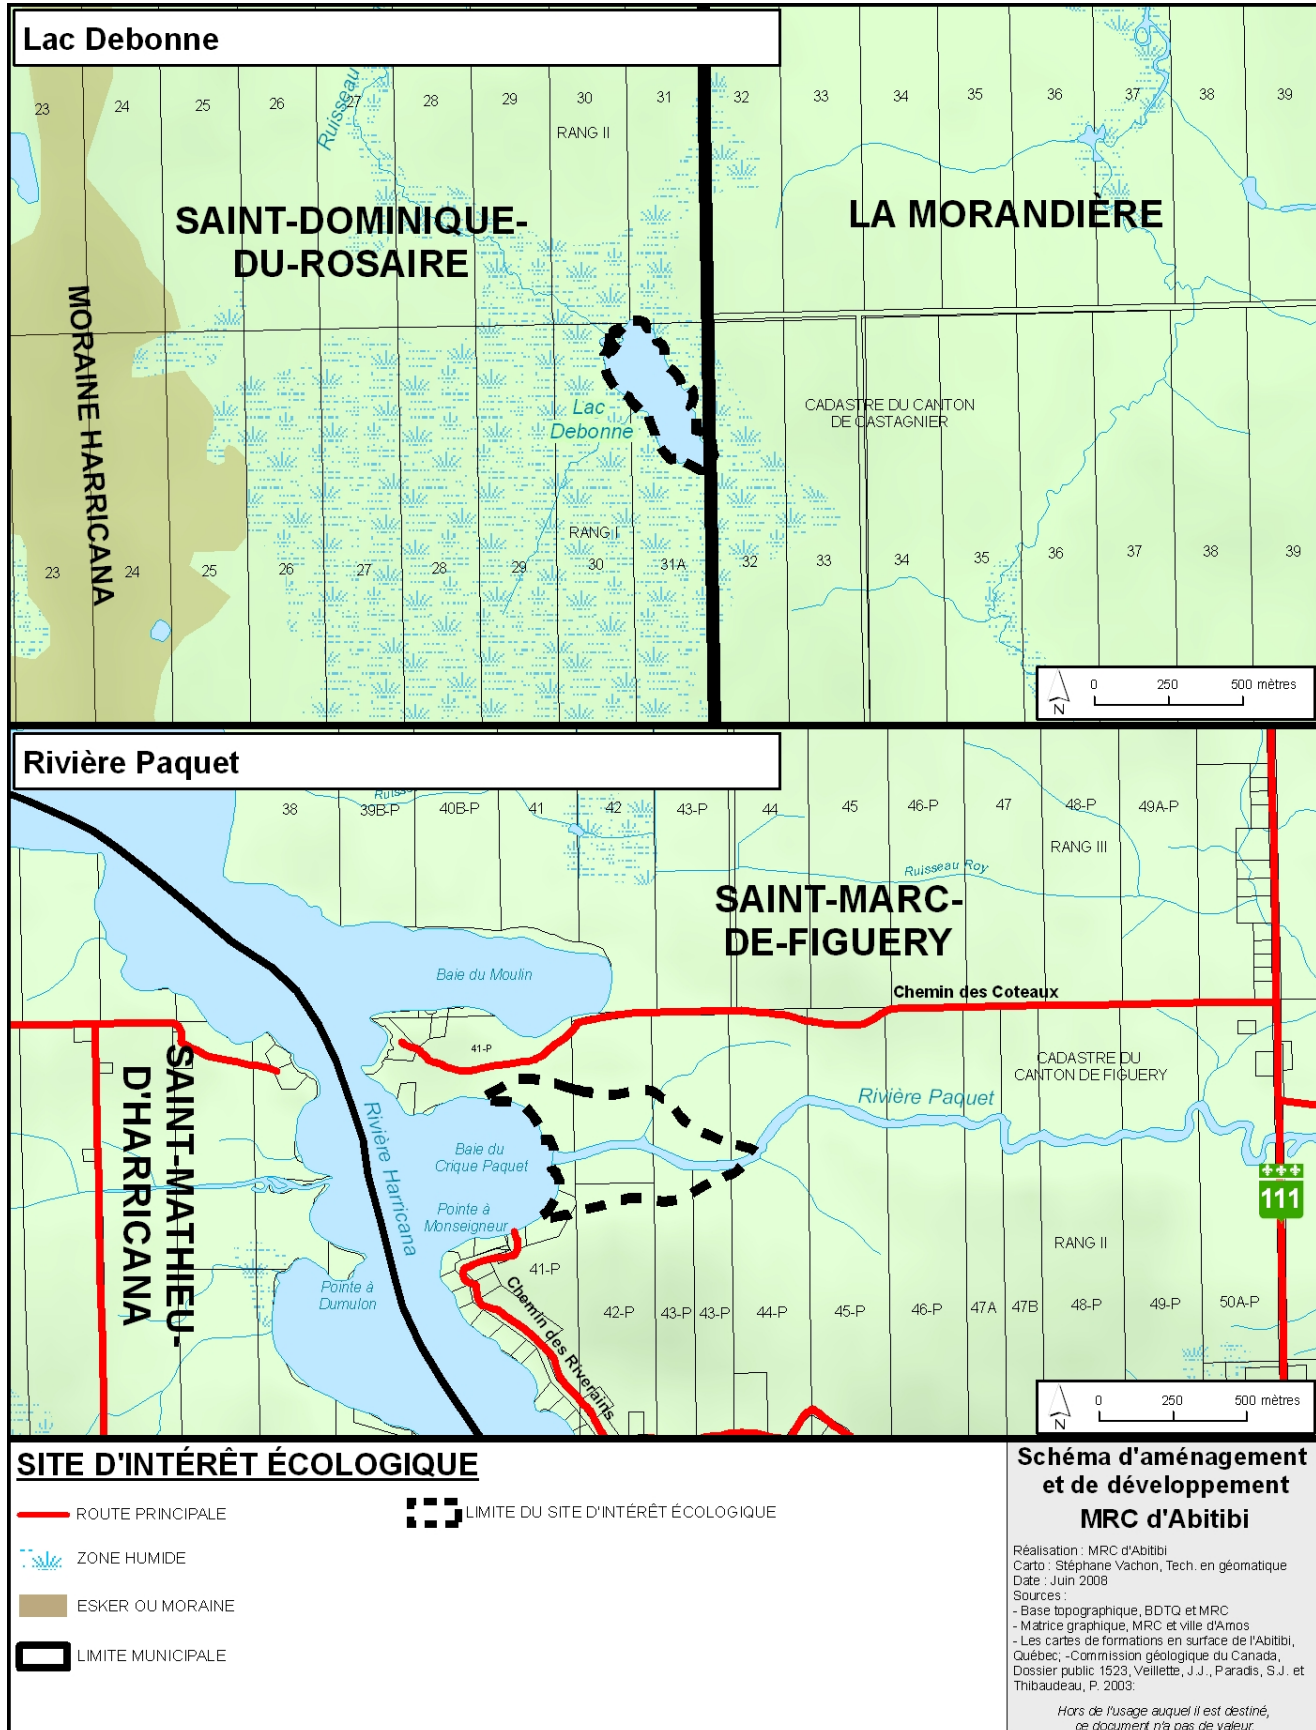 Lac Debonne
23
24
25
26
27
28
29
30
31
32
33
34
35
36
37
38
39
Ruisseau
RANG II
SAINT-DOMINIQUE-
DU-ROSAIRE
LA MORANDIÈRE
MORAINE HARRICANA
Lac
Debonne
CADASTRE DU CANTON
DE CASTAGNIER
RANG I
23
24
25
26
27
28
29
30
31A
32
33
34
35
36
37
38
39
N
0
250
500 mètres
Rivière Paquet
38
39B-P
40B-P
41
42
43-P
44
45
46-P
47
48-P
49A-P
RANG III
Ruisseau Roy
SAINT-MARC-
DE-FIGUERY
Baie du Moulin
Chemin des Coteaux
41-P
CADASTRE DU
CANTON DE FIGUERY
Rivière Paquet
SAINT-MATHIEU-
D'HARRICANA
Rivière Harricana
Baie du
Crique Paquet
Pointe à
Monseigneur
Pointe à
Dumulon
111
RANG II
41-P
42-P
43-P
43-P
44-P
45-P
46-P
47A
47B
48-P
49-P
50A-P
Chemin des Riverains
N
0
250
500 mètres
SITE D'INTÉRÊT ÉCOLOGIQUE
ROUTE PRINCIPALE
LIMITE DU SITE D'INTÉRÊT ÉCOLOGIQUE
ZONE HUMIDE
ESKER OU MORAINE
LIMITE MUNICIPALE
Schéma d'aménagement
et de développement
MRC d'Abitibi
Réalisation : MRC d'Abitibi
Carto : Stéphane Vachon, Tech. en géomatique
Date : Juin 2008
Sources :
- Base topographique, BDTQ et MRC
- Matrice graphique, MRC et ville d'Amos
- Les cartes de formations en surface de l'Abitibi,
Québec; -Commission géologique du Canada,
Dossier public 1523, Veillette, J.J., Paradis, S.J. et
Thibaudeau, P. 2003:
Hors de l'usage auquel il est destiné,
ce document n'a pas de valeur.